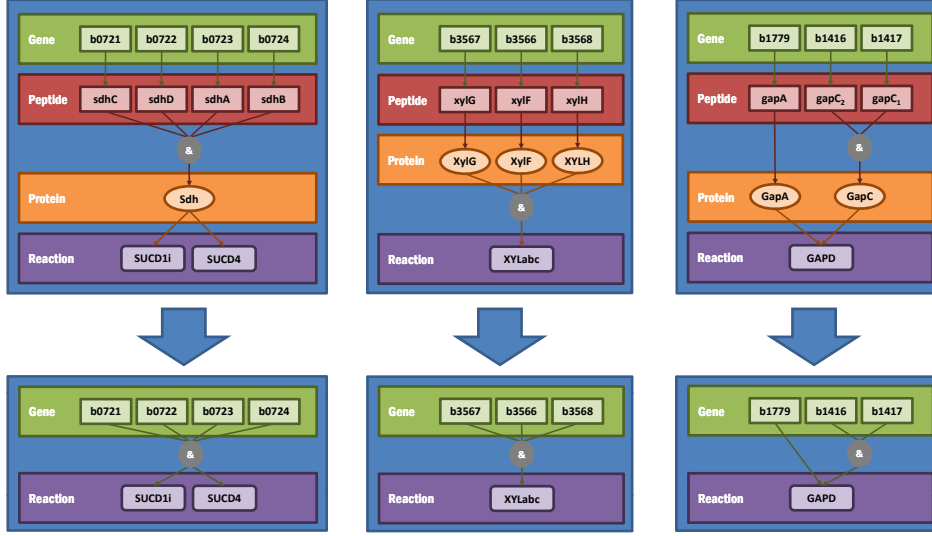 Gene b0721 b0722 b0723 b0724
Peptide sdhC sdhD sdhA sdhB
&
Protein Sdh
Reaction SUCD1i SUCD4
Gene b3567 b3566 b3568
Peptide xylG xylF xylH
Protein XylG XylF XYLH
&
Reaction XYLabc
Gene b1779 b1416 b1417
Peptide gapA gapC₂ gapC₁
&
Protein GapA GapC
Reaction GAPD
Gene b0721 b0722 b0723 b0724
&
Reaction SUCD1i SUCD4
Gene b3567 b3566 b3568
&
Reaction XYLabc
Gene b1779 b1416 b1417
&
Reaction GAPD